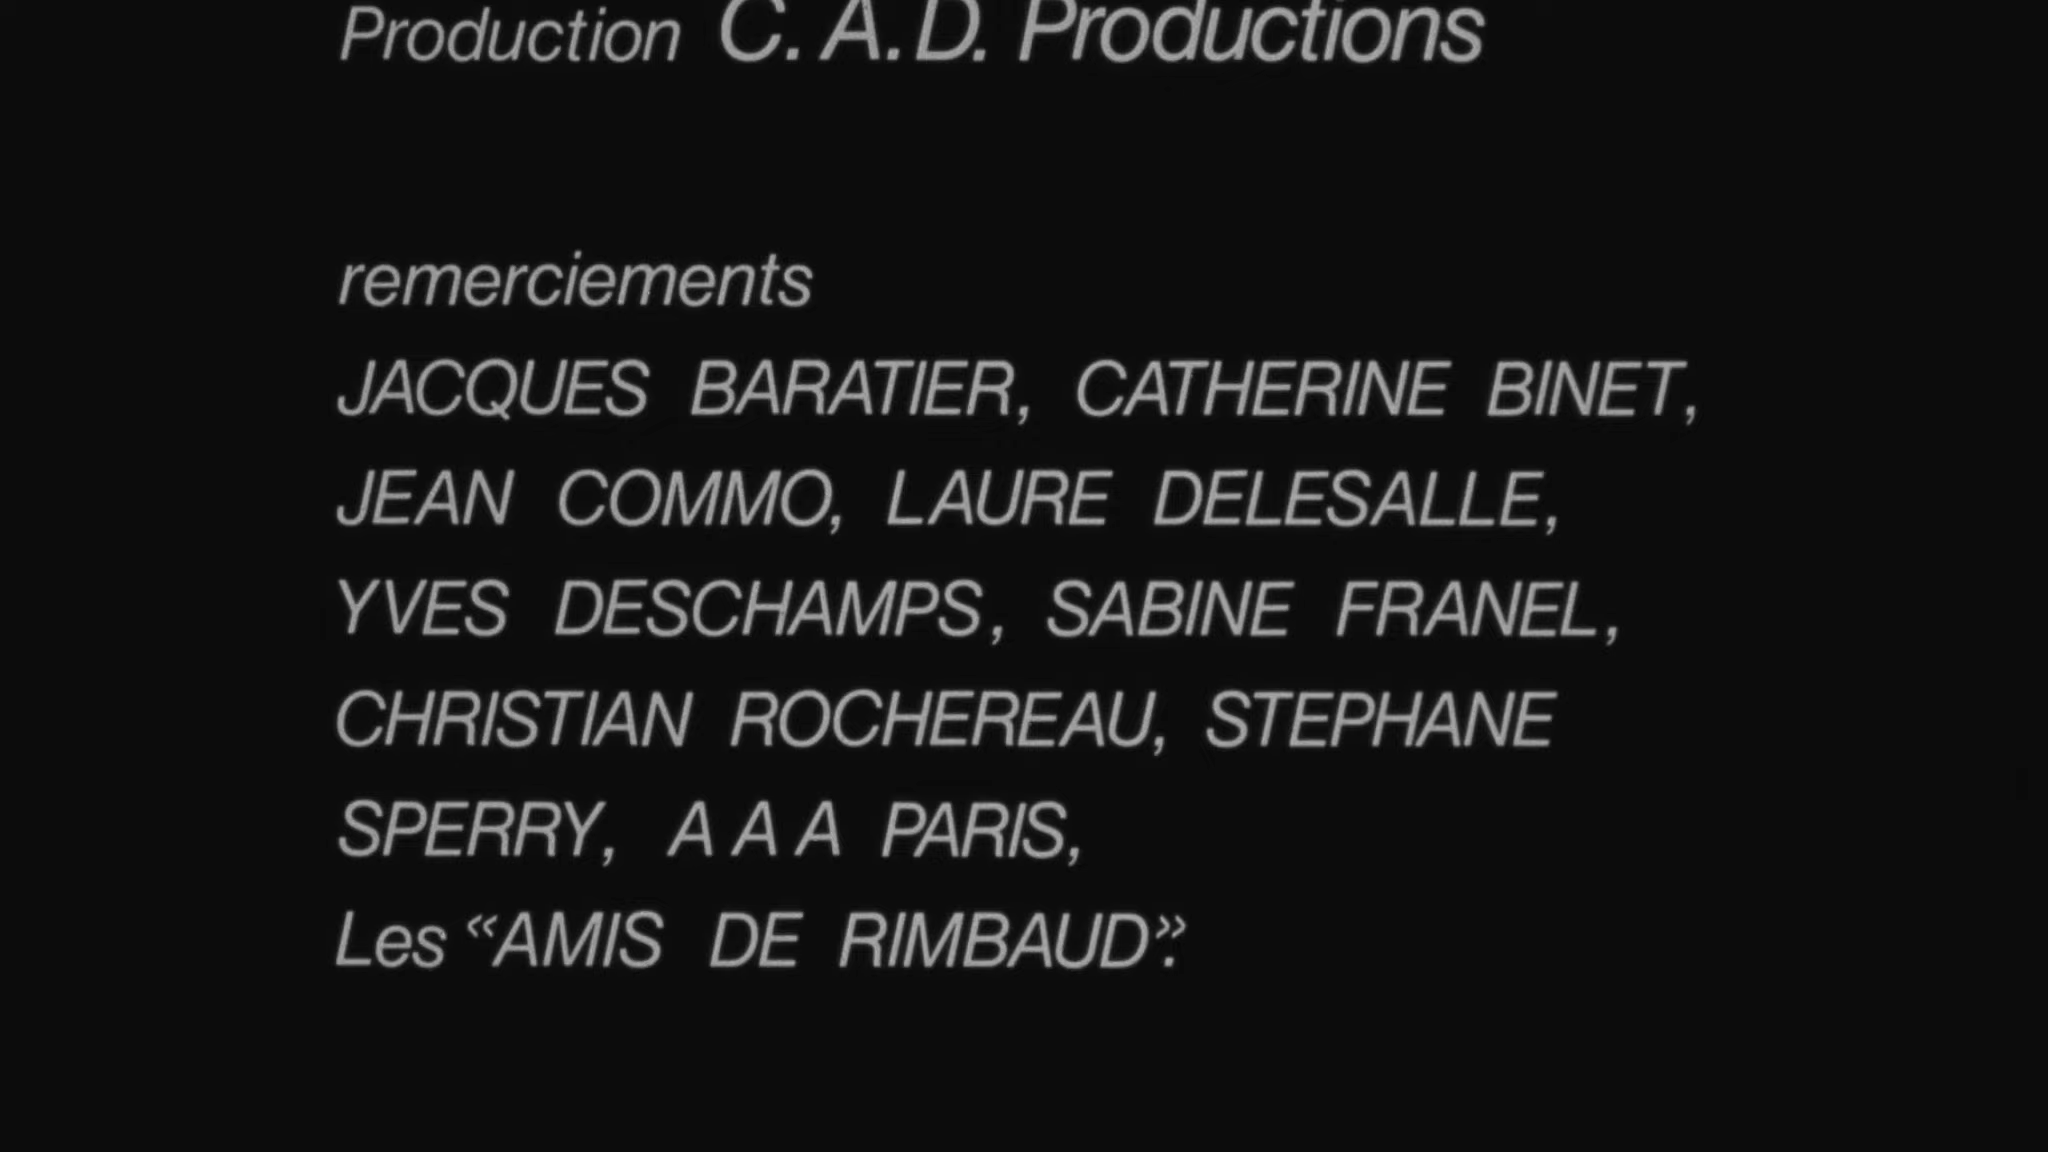 Production C. A. D. Productions
remerciements
JACQUES BARATIER, CATHERINE BINET,
JEAN COMMO, LAURE DELESALLE,
YVES DESCHAMPS, SABINE FRANEL,
CHRISTIAN ROCHEREAU, STEPHANE
SPERRY, A A A PARIS,
Les «AMIS DE RIMBAUD».